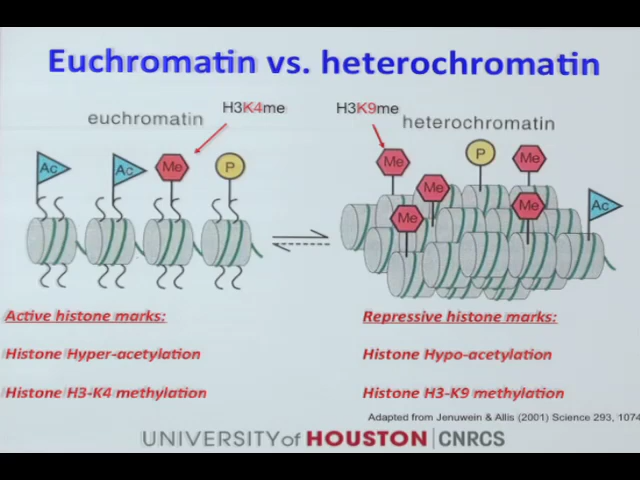 Euchromatin vs. heterochromatin
H3K4me
H3K9me
euchromatin
heterochromatin
Ac
Ac
Me
P
Me
Me
Me
P
Me
Me
Ac
Active histone marks:
Repressive histone marks:
Histone Hyper-acetylation
Histone Hypo-acetylation
Histone H3-K4 methylation
Histone H3-K9 methylation
Adapted from Jenuwein & Allis (2001) Science 293, 1074
UNIVERSITY of HOUSTON | CNRCS